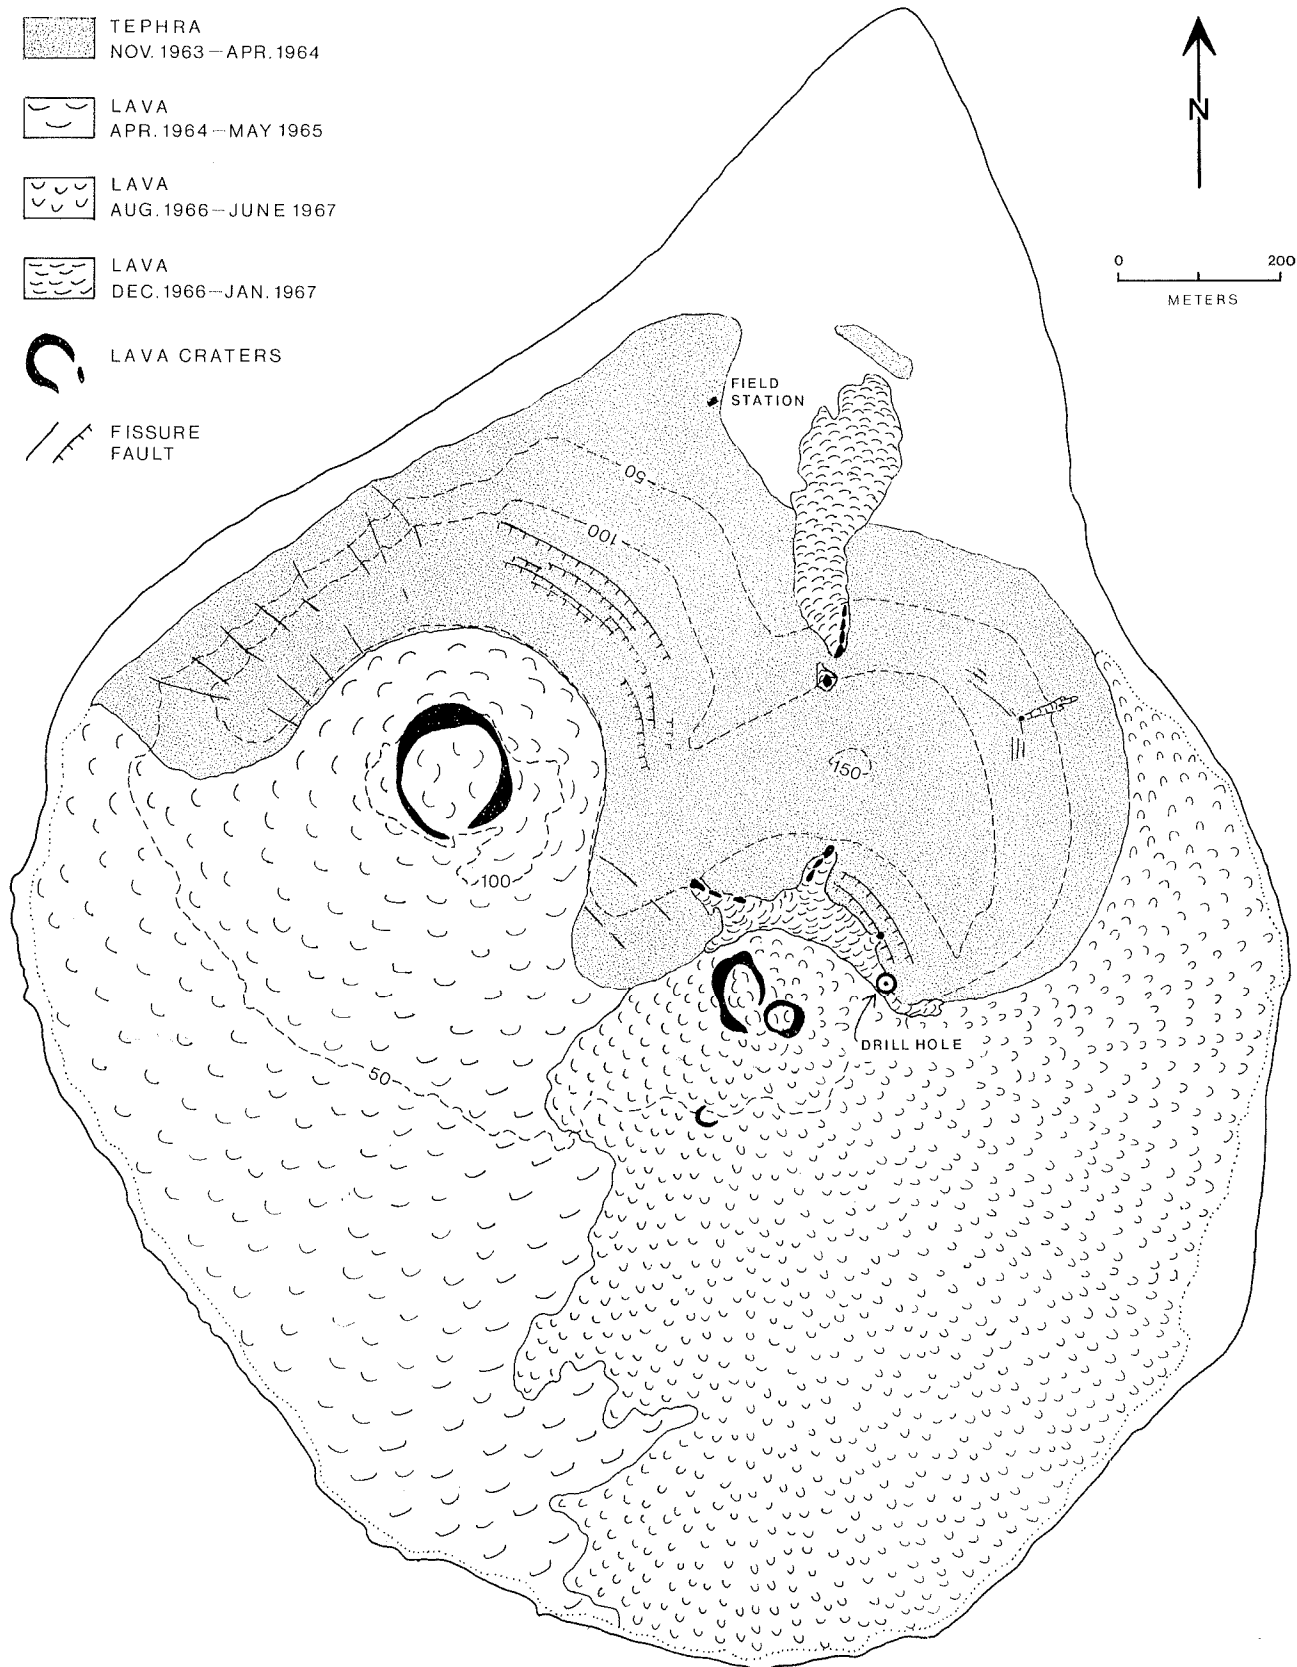 TEPHRA
NOV. 1963—APR. 1964
LAVA
APR. 1964—MAY 1965
LAVA
AUG. 1966—JUNE 1967
LAVA
DEC. 1966—JAN. 1967
LAVA CRATERS
FISSURE
FAULT
N
0 200
METERS
FIELD
STATION
50
100
150
100
DRILL HOLE
50